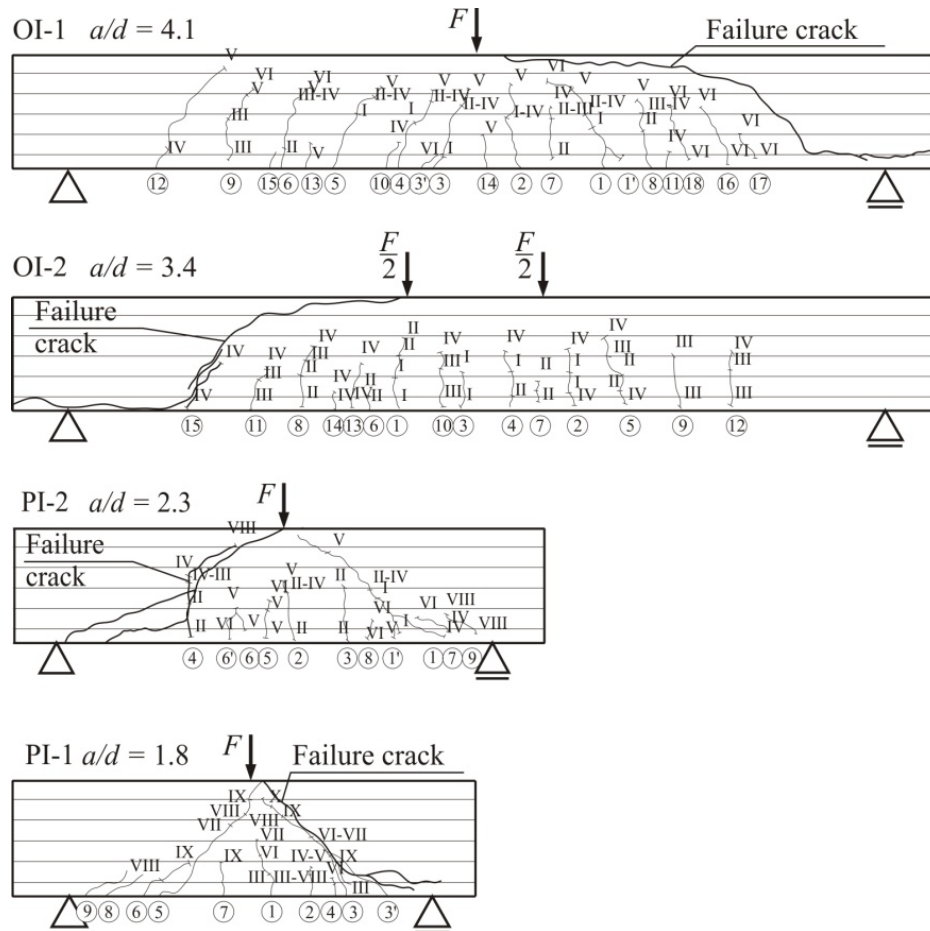 OI-1 a/d = 4.1
F
Failure crack
V VI V VI V III-IV II-IV V II-IV V II-IV V V VI V IV II-III II-IV V III-IV VI VI
III I I IV I-IV I II IV
IV III II V VI I V II VI VI VI
12 9 15 6 13 5 10 4 3' 3 14 2 7 1 1' 8 11 18 16 17
OI-2 a/d = 3.4
F/2 F/2
Failure crack
IV IV IV III IV II II IV IV IV IV III IV
III II IV II I III I I II I III II III
IV III II IV IV II I III I II II IV II IV III III
15 11 8 14 13 6 1 10 3 4 7 2 5 9 12
PI-2 a/d = 2.3
F
Failure crack
VIII V
IV IV-III V VI II-IV II II-IV I
II V V VI VI VIII
II VI V V II II VI V IV IV VIII
4 6' 6 5 2 3 8 1' 1 7 9
PI-1 a/d = 1.8
F
Failure crack
IX X IX
VIII VIII
VII VII VI-VII
VIII IX IX VI IV-V IX
VI
III III-VIII III
9 8 6 5 7 1 2 4 3 3'